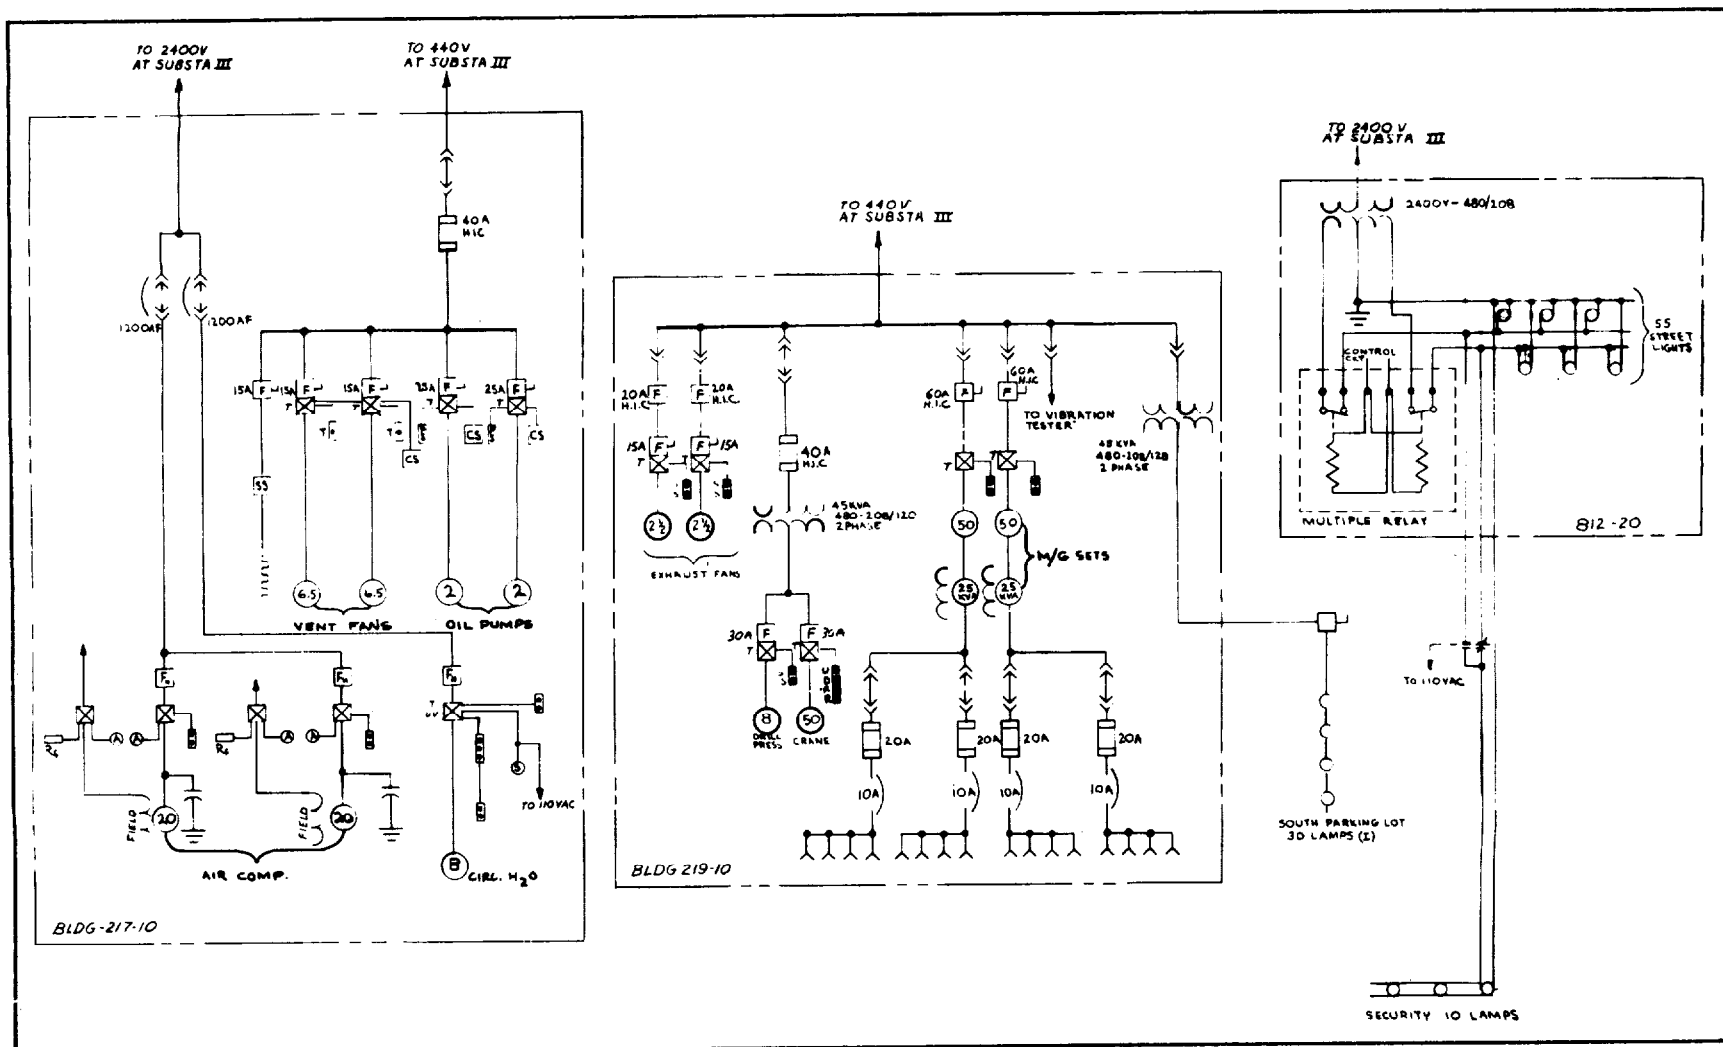 TO 2400V
AT SUBSTA III
TO 440V
AT SUBSTA III
40A
H.I.C
1200AF
1200AF
15A
F
15A
F
15A
F
F
25A
F
T
T
T
T
T
T
CS
CS
CS
SS
6.5
6.5
2
2
VENT FANS
OIL PUMPS
T
UV
A
A
A
A
S
TO 110VAC
FIELD
20
FIELD
20
AIR COMP.
8
CIRC. H2O
BLDG-217-10
TO 440V
AT SUBSTA III
20A
H.I.C
F
20A
H.I.C
F
15A
F
15A
F
T
2½
2½
EXHAUST FANS
40A
H.I.C
45KVA
480-208/120
2 PHASE
30A
F
F
30A
T
8
DRILL
PRESS
50
CRANE
60A
H.I.C
60A
H.I.C
F
TO VIBRATION
TESTER
T
T
50
50
M/G SETS
25
KVA
25
KVA
45 KVA
480-208/128
2 PHASE
20A
20A
20A
20A
10A
10A
10A
10A
BLDG 219-10
SOUTH PARKING LOT
30 LAMPS (I)
TO 2400V
AT SUBSTA III
2400V-480/208
55
STREET
LIGHTS
CONTROL
CKT
MULTIPLE RELAY
812-20
TO 110VAC
SECURITY 10 LAMPS